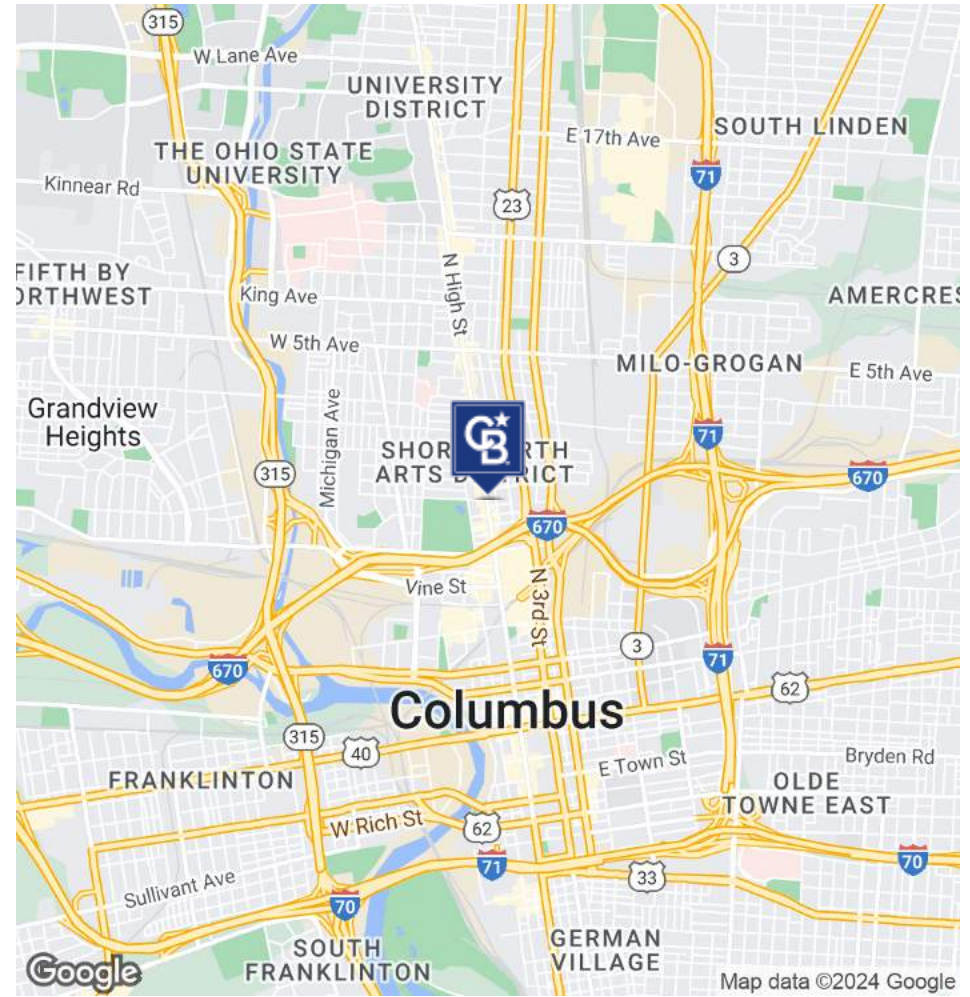 315
W Lane Ave
UNIVERSITY
DISTRICT
E 17th Ave
SOUTH LINDEN
THE OHIO STATE
UNIVERSITY
71
Kinnear Rd
23
3
N High St
FIFTH BY
ORTHWEST
King Ave
AMERCRES
W 5th Ave
MILO-GROGAN
E 5th Ave
Grandview
Heights
Michigan Ave
CB
71
SHOR RTH
ARTS D RICT
315
670
670
Vine St
N 3rd St
3
71
670
62
Columbus
315
40
Bryden Rd
E Town St
FRANKLINTON
OLDE
TOWNE EAST
W Rich St
62
71
70
33
Sullivant Ave
70
SOUTH
FRANKLINTON
GERMAN
VILLAGE
Google
Map data ©2024 Google